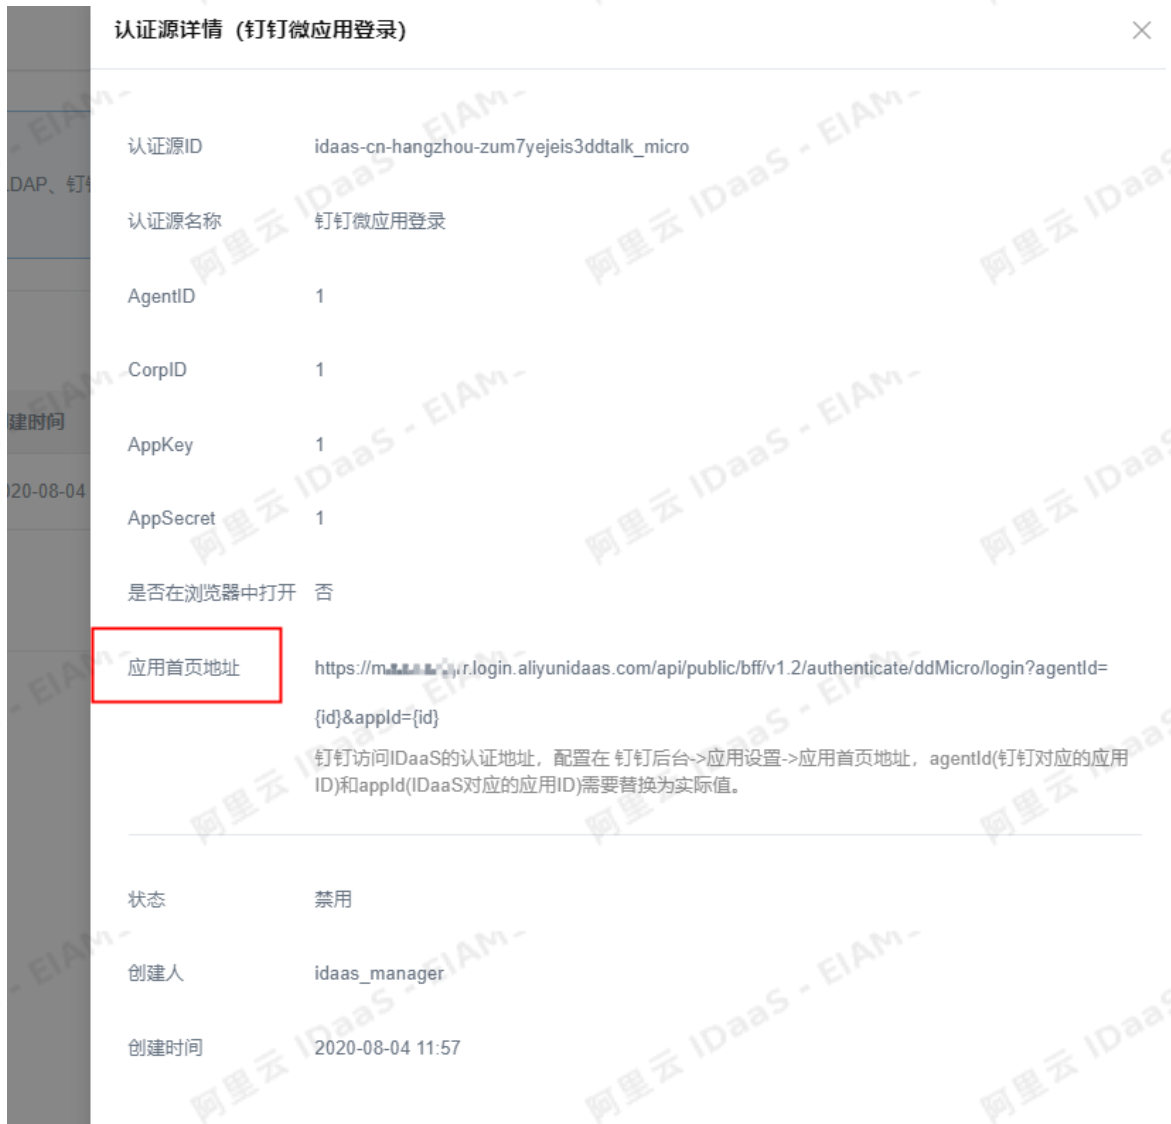 认证源详情 (钉钉微应用登录)
DAP、钉
建时间
020-08-04
认证源ID idaas-cn-hangzhou-zum7yejeis3ddtalk_micro
认证源名称 钉钉微应用登录
AgentID 1
CorpID 1
AppKey 1
AppSecret 1
是否在浏览器中打开 否
应用首页地址 https://m r.login.aliyunidaas.com/api/public/bff/v1.2/authenticate/ddMicro/login?agentId=
{id}&appId={id}
钉钉访问IDaaS的认证地址，配置在 钉钉后台->应用设置->应用首页地址，agentId(钉钉对应的应用
ID)和appId(IDaaS对应的应用ID)需要替换为实际值。
状态 禁用
创建人 idaas_manager
创建时间 2020-08-04 11:57
阿里云 IDaaS - EIAM-